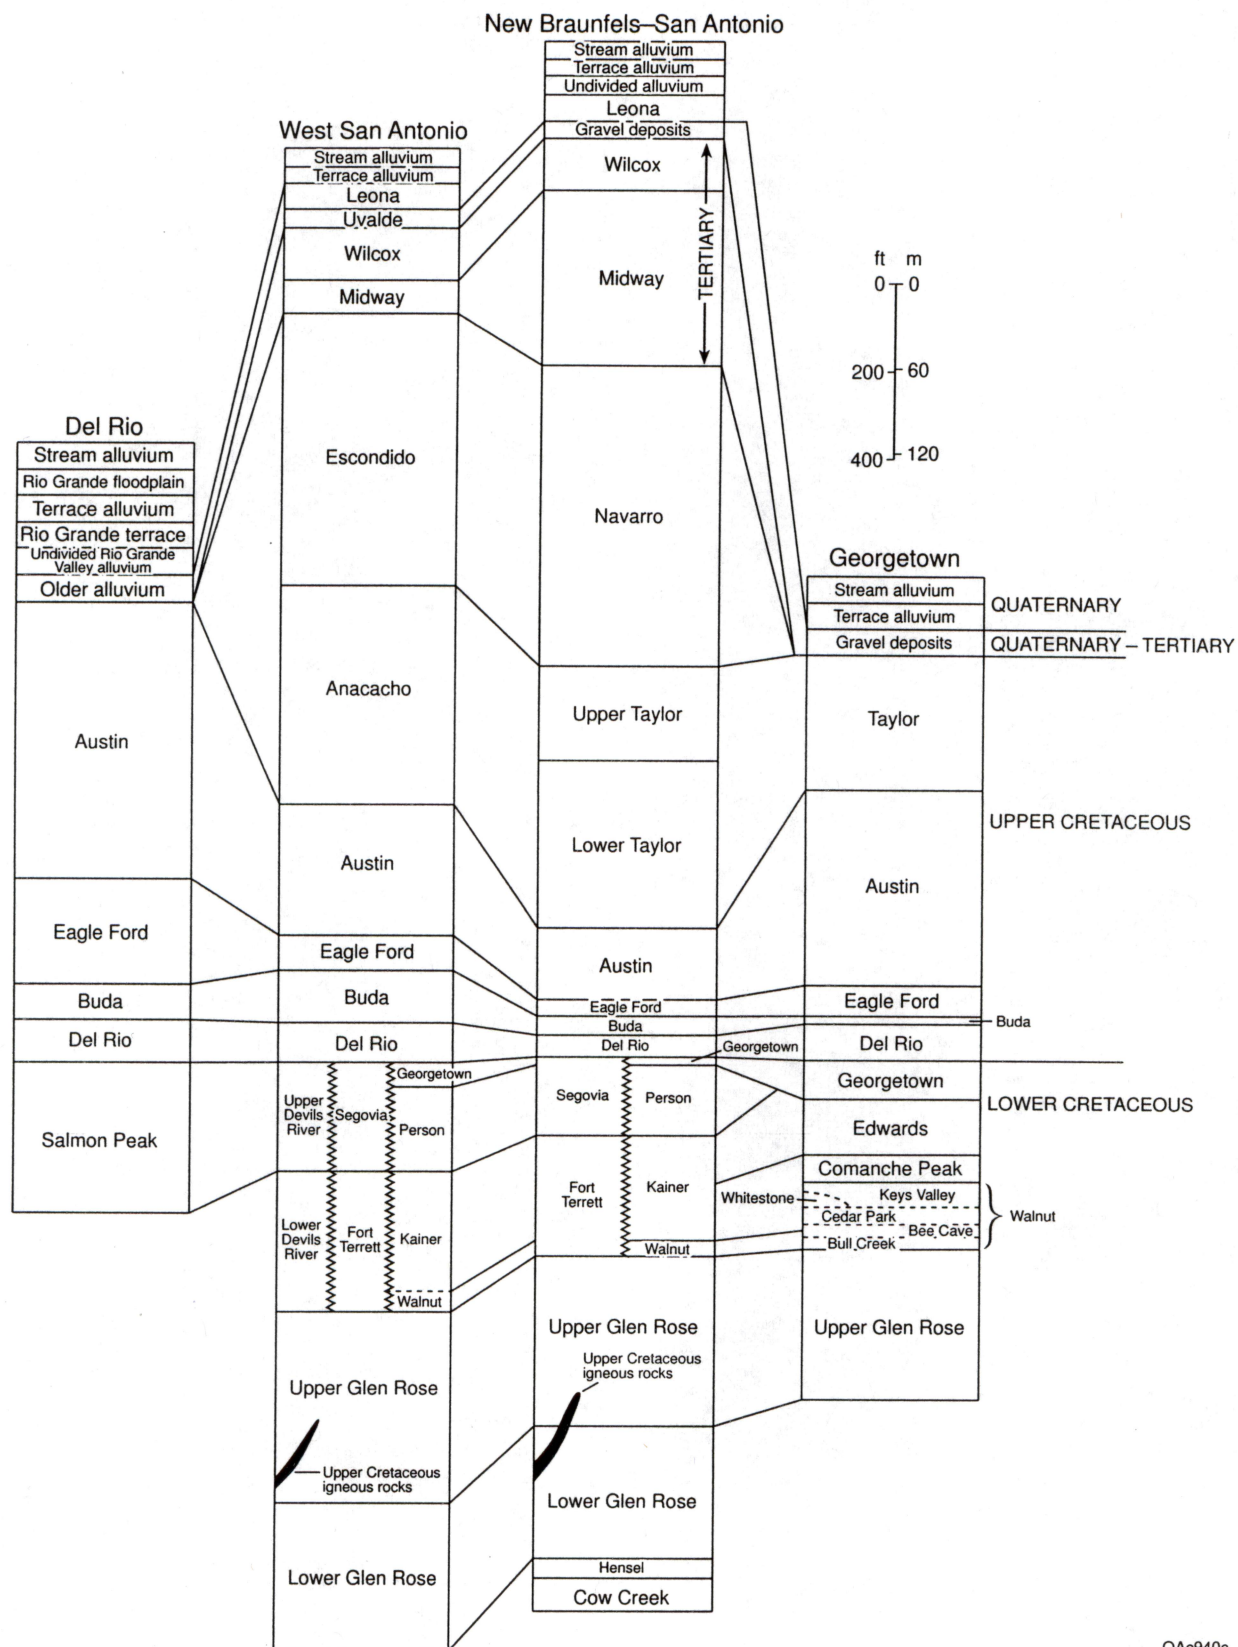 New Braunfels–San Antonio
Stream alluvium
Terrace alluvium
Undivided alluvium
Leona
Gravel deposits
Wilcox
Midway
TERTIARY
Navarro
Upper Taylor
Lower Taylor
Austin
Eagle Ford
Buda
Del Rio
Georgetown
Segovia
Person
Fort
Terrett
Kainer
Walnut
Upper Glen Rose
Upper Cretaceous
igneous rocks
Lower Glen Rose
Hensel
Cow Creek
West San Antonio
Stream alluvium
Terrace alluvium
Leona
Uvalde
Wilcox
Midway
Escondido
Anacacho
Austin
Eagle Ford
Buda
Del Rio
Georgetown
Upper
Devils
River
Segovia
Person
Lower
Devils
River
Fort
Terrett
Kainer
Walnut
Upper Glen Rose
Upper Cretaceous
igneous rocks
Lower Glen Rose
Del Rio
Stream alluvium
Rio Grande floodplain
Terrace alluvium
Rio Grande terrace
Undivided Rio Grande
Valley alluvium
Older alluvium
Austin
Eagle Ford
Buda
Del Rio
Salmon Peak
ft m
0 0
200 60
400 120
Georgetown
Stream alluvium
Terrace alluvium
Gravel deposits
Taylor
Austin
Eagle Ford
Buda
Del Rio
Georgetown
Edwards
Comanche Peak
Whitestone
Keys Valley
Cedar Park
Bee Cave
Bull Creek
Walnut
Upper Glen Rose
QUATERNARY
QUATERNARY – TERTIARY
UPPER CRETACEOUS
LOWER CRETACEOUS